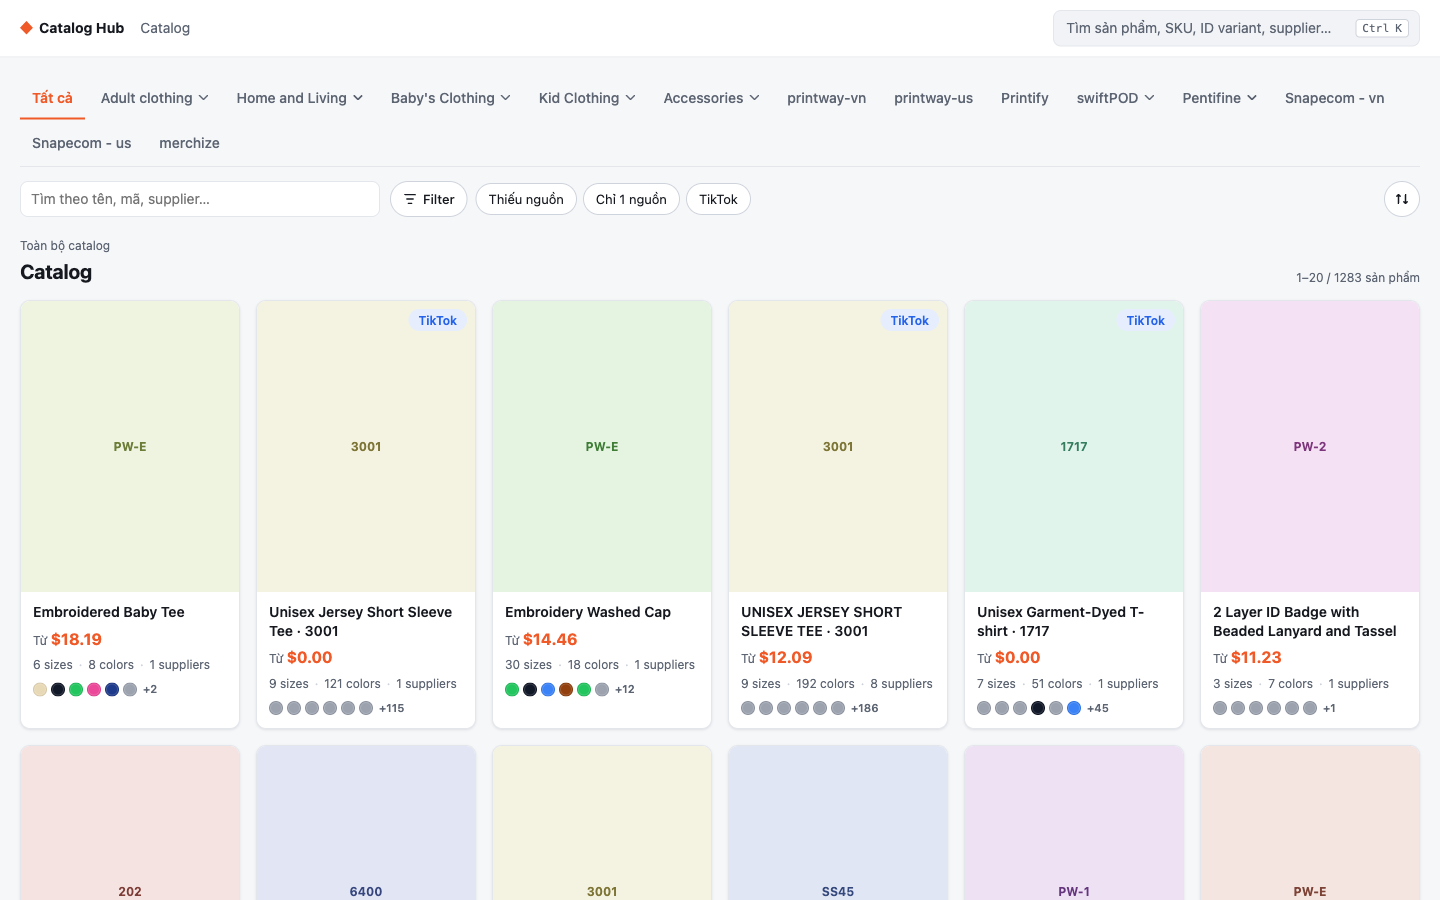 Catalog Hub Catalog Tìm sản phẩm, SKU, ID variant, supplier... Ctrl K
Tất cả Adult clothing Home and Living Baby's Clothing Kid Clothing Accessories printway-vn printway-us Printify swiftPOD Pentifine Snapecom - vn
Snapecom - us merchize
Tìm theo tên, mã, supplier... Filter Thiếu nguồn Chỉ 1 nguồn TikTok
Toàn bộ catalog
Catalog
1–20 / 1283 sản phẩm
PW-E
Embroidered Baby Tee
Từ $18.19
6 sizes · 8 colors · 1 suppliers
+2
TikTok
3001
Unisex Jersey Short Sleeve
Tee · 3001
Từ $0.00
9 sizes · 121 colors · 1 suppliers
+115
PW-E
Embroidery Washed Cap
Từ $14.46
30 sizes · 18 colors · 1 suppliers
+12
TikTok
3001
UNISEX JERSEY SHORT
SLEEVE TEE · 3001
Từ $12.09
9 sizes · 192 colors · 8 suppliers
+186
TikTok
1717
Unisex Garment-Dyed T-
shirt · 1717
Từ $0.00
7 sizes · 51 colors · 1 suppliers
+45
PW-2
2 Layer ID Badge with
Beaded Lanyard and Tassel
Từ $11.23
3 sizes · 7 colors · 1 suppliers
+1
202
6400
3001
SS45
PW-1
PW-E